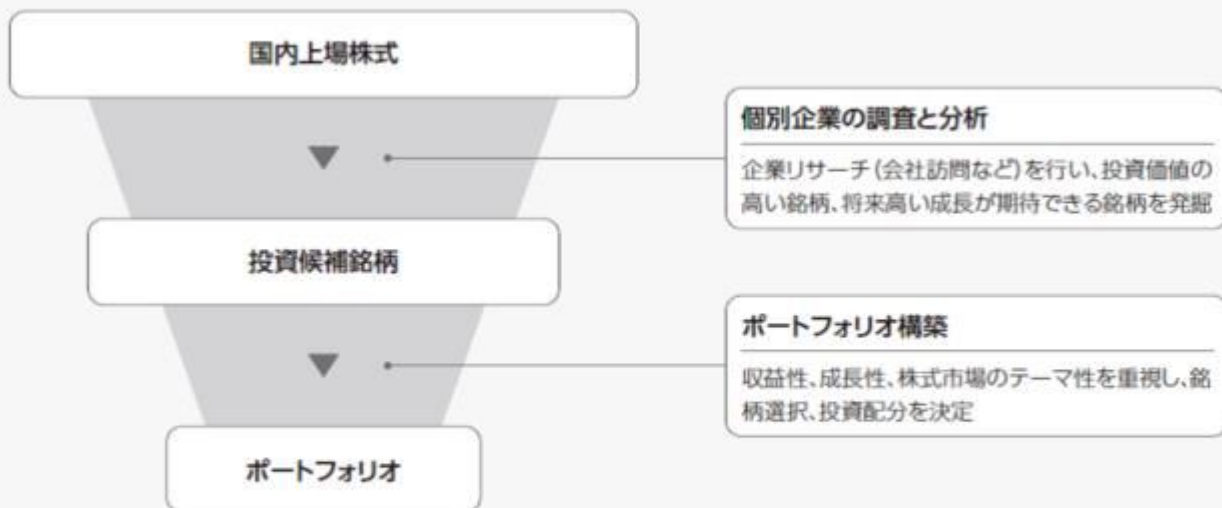 国内上場株式
▼
個別企業の調査と分析
企業リサーチ(会社訪問など)を行い、投資価値の
高い銘柄、将来高い成長が期待できる銘柄を発掘
投資候補銘柄
▼
ポートフォリオ構築
収益性、成長性、株式市場のテーマ性を重視し、銘
柄選択、投資配分を決定
ポートフォリオ